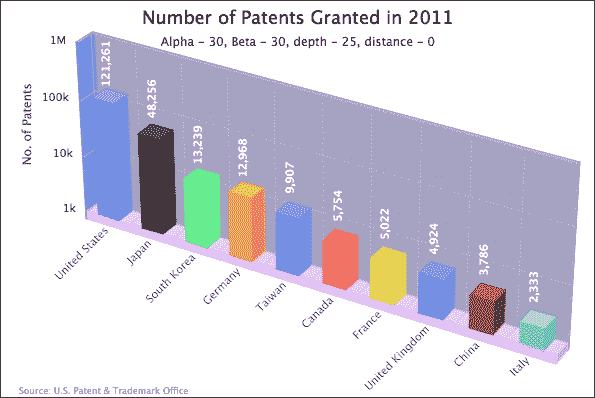 Number of Patents Granted in 2011
Alpha - 30, Beta - 30, depth - 25, distance - 0
No. of Patents
1M
100k
10k
1k
121,261
48,256
13,239
12,968
9,907
5,754
5,022
4,924
3,786
2,333
United States
Japan
South Korea
Germany
Taiwan
Canada
France
United Kingdom
China
Italy
Source: U.S. Patent & Trademark Office